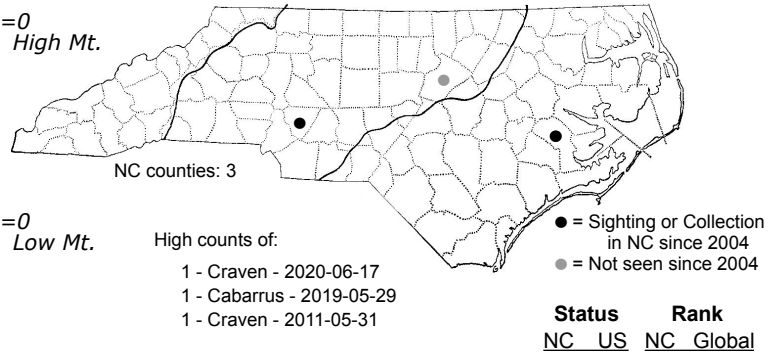 =0
High Mt.
NC counties: 3
=0
Low Mt.
High counts of:
1 - Craven - 2020-06-17
1 - Cabarrus - 2019-05-29
1 - Craven - 2011-05-31
● = Sighting or Collection
in NC since 2004
● = Not seen since 2004
Status Rank
NC US NC Global